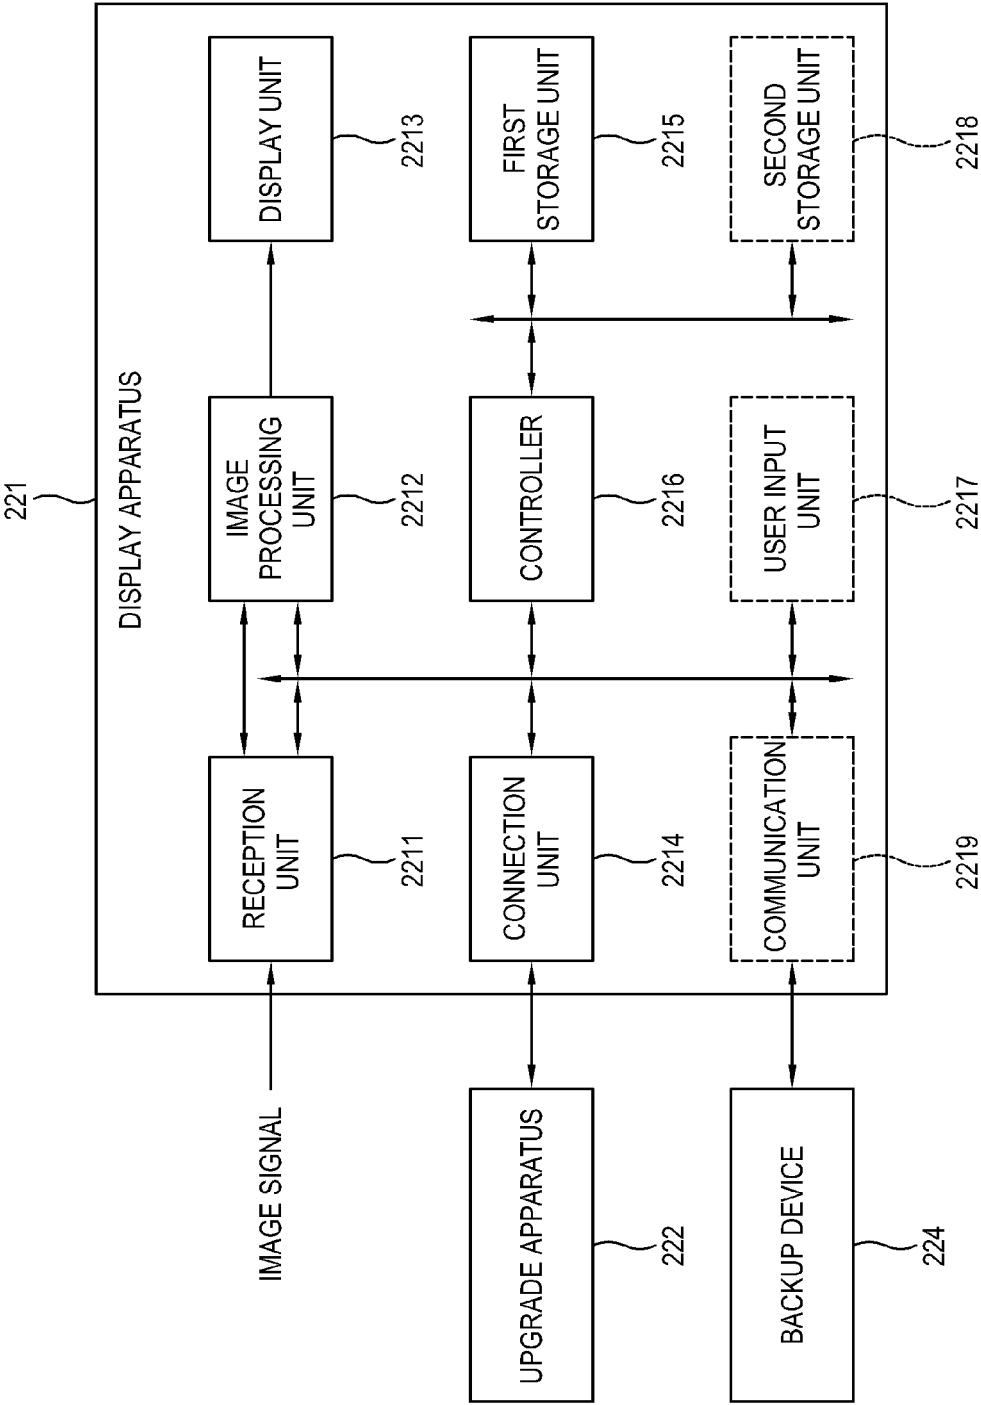 221
DISPLAY APPARATUS
IMAGE SIGNAL
RECEPTION
UNIT
2211
IMAGE
PROCESSING
UNIT
2212
DISPLAY UNIT
2213
UPGRADE APPARATUS
222
CONNECTION
UNIT
2214
CONTROLLER
2216
FIRST
STORAGE UNIT
2215
BACKUP DEVICE
224
COMMUNICATION
UNIT
2219
USER INPUT
UNIT
2217
SECOND
STORAGE UNIT
2218